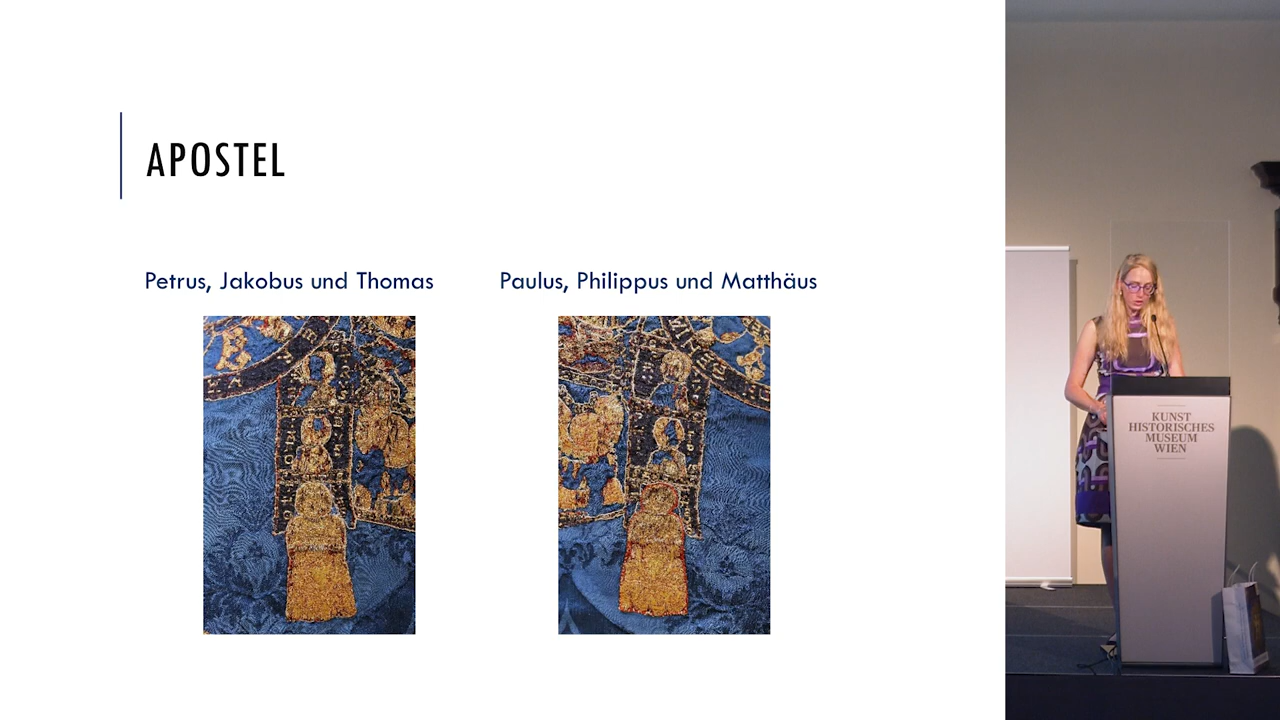 APOSTEL
Petrus, Jakobus und Thomas
Paulus, Philippus und Matthäus
KUNST
HISTORISCHES
MUSEUM
WIEN